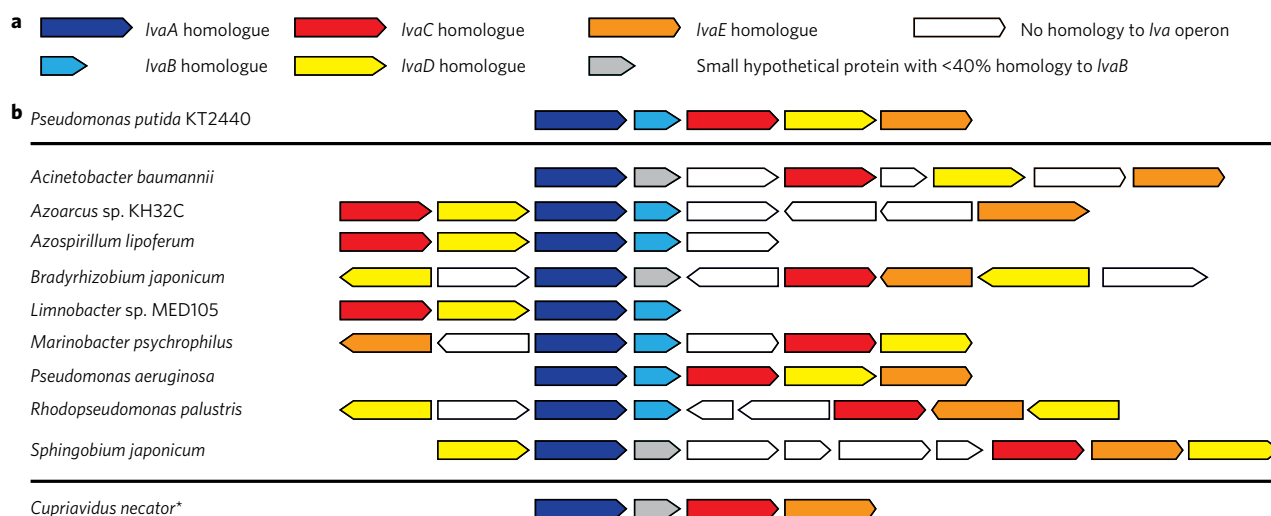 a
lvaA homologue lvaC homologue lvaE homologue No homology to lva operon
lvaB homologue lvaD homologue Small hypothetical protein with <40% homology to lvaB
b
Pseudomonas putida KT2440
Acinetobacter baumannii
Azoarcus sp. KH32C
Azospirillum lipoferum
Bradyrhizobium japonicum
Limnobacter sp. MED105
Marinobacter psychrophilus
Pseudomonas aeruginosa
Rhodopseudomonas palustris
Sphingobium japonicum
Cupriavidus necator*